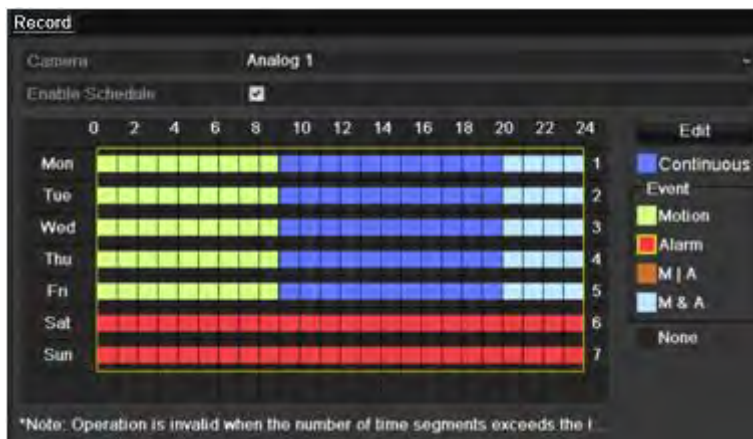 Record
Camera Analog 1
Enable Schedule
0 2 4 6 8 10 12 14 16 18 20 22 24 Edit
Mon 1 Continuous
Event
Tue 2 Motion
Wed 3 Alarm
Thu 4 M | A
Fri 5 M & A
Sat 6 None
Sun 7
*Note: Operation is invalid when the number of time segments exceeds the l...